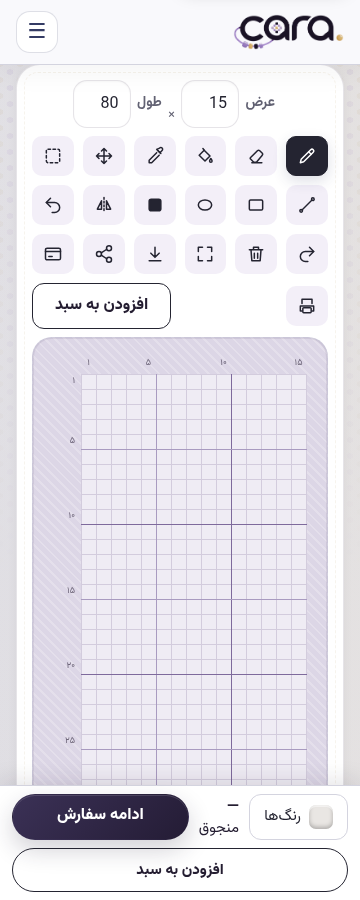 cara.
عرض 15 × طول 80
افزودن به سبد
۱ ۵ ۱۰ ۱۵
۱
۵
۱۰
۱۵
۲۰
۲۵
رنگ‌ها
—
منجوق
ادامه سفارش
افزودن به سبد